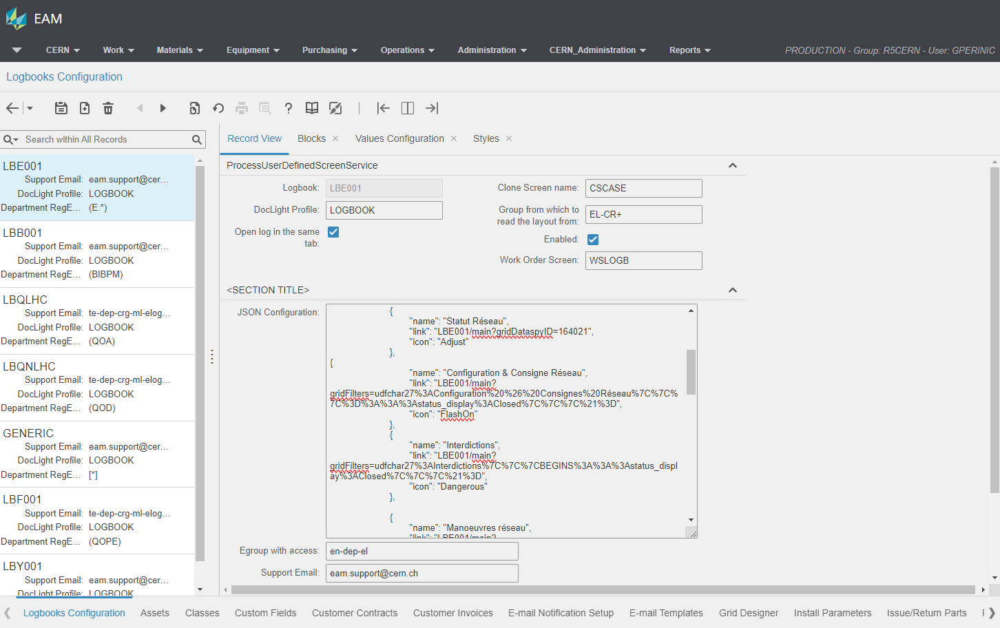 EAM
CERN Work Materials Equipment Purchasing Operations Administration CERN_Administration Reports PRODUCTION - Group: R5CERN - User: GPERINIC
Logbooks Configuration
Search within All Records
LBE001
Support Email: eam.support@cer...
DocLight Profile: LOGBOOK
Department RegE... (E.*)
LBB001
Support Email: eam.support@cer...
DocLight Profile: LOGBOOK
Department RegE... (BIBPM)
LBQLHC
Support Email: te-dep-crg-ml-elog...
DocLight Profile: LOGBOOK
Department RegE... (QOA)
LBQNLHC
Support Email: te-dep-crg-ml-elog...
DocLight Profile: LOGBOOK
Department RegE... (QOD)
GENERIC
Support Email: eam.support@cer...
DocLight Profile: LOGBOOK
Department RegE... [*]
LBF001
Support Email: te-dep-crg-ml-elog...
DocLight Profile: LOGBOOK
Department RegE... (QOPE)
LBY001
Support Email: eam.support@cer...
DocLight Profile: LOGBOOK
Record View Blocks Values Configuration Styles
ProcessUserDefinedScreenService
Logbook: LBE001
DocLight Profile: LOGBOOK
Open log in the same
tab:
Clone Screen name: CSCASE
Group from which to
read the layout from: EL-CR+
Enabled:
Work Order Screen: WSLOGB
<SECTION TITLE>
JSON Configuration:
{
"name": "Statut Réseau",
"link": "LBE001/main?gridDataspyID=164021",
"icon": "Adjust"
},
{
"name": "Configuration & Consigne Réseau",
"link": "LBE001/main?
gridFilters=udfchar27%3AConfiguration%20%26%20Consignes%20Réseau%7C%7C%
7C%3D%3A%3A%3Astatus_display%3AClosed%7C%7C%7C%21%3D",
"icon": "FlashOn"
},
{
"name": "Interdictions",
"link": "LBE001/main?
gridFilters=udfchar27%3AInterdictions%7C%7C%7CBEGINS%3A%3A%3Astatus_displ
ay%3AClosed%7C%7C%7C%21%3D",
"icon": "Dangerous"
},
{
"name": "Manoeuvres réseau",
"link": "LBE001/main?
Egroup with access: en-dep-el
Support Email: eam.support@cern.ch
Logbooks Configuration Assets Classes Custom Fields Customer Contracts Customer Invoices E-mail Notification Setup E-mail Templates Grid Designer Install Parameters Issue/Return Parts